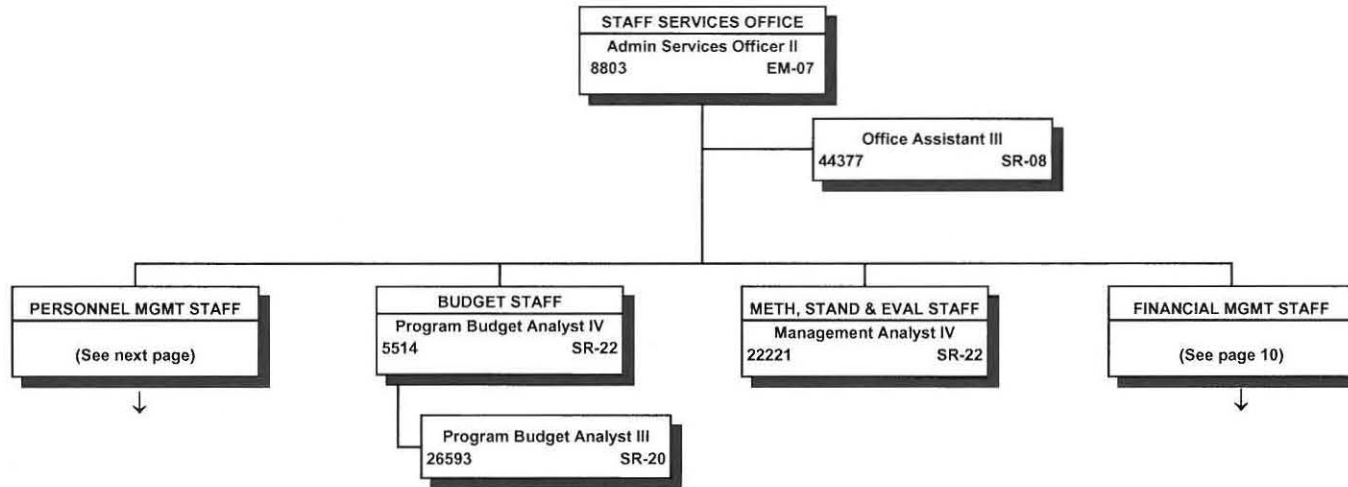 STAFF SERVICES OFFICE
Admin Services Officer II
8803 EM-07
Office Assistant III
44377 SR-08
PERSONNEL MGMT STAFF
(See next page)
↓
BUDGET STAFF
Program Budget Analyst IV
5514 SR-22
Program Budget Analyst III
26593 SR-20
METH, STAND & EVAL STAFF
Management Analyst IV
22221 SR-22
FINANCIAL MGMT STAFF
(See page 10)
↓